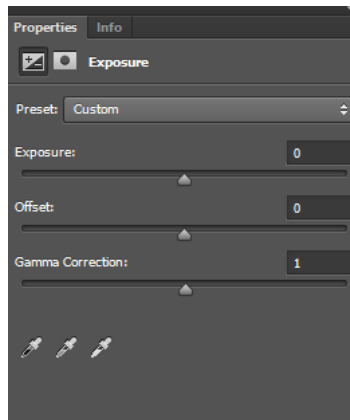 Properties Info
Exposure
Preset: Custom
Exposure: 0
Offset: 0
Gamma Correction: 1